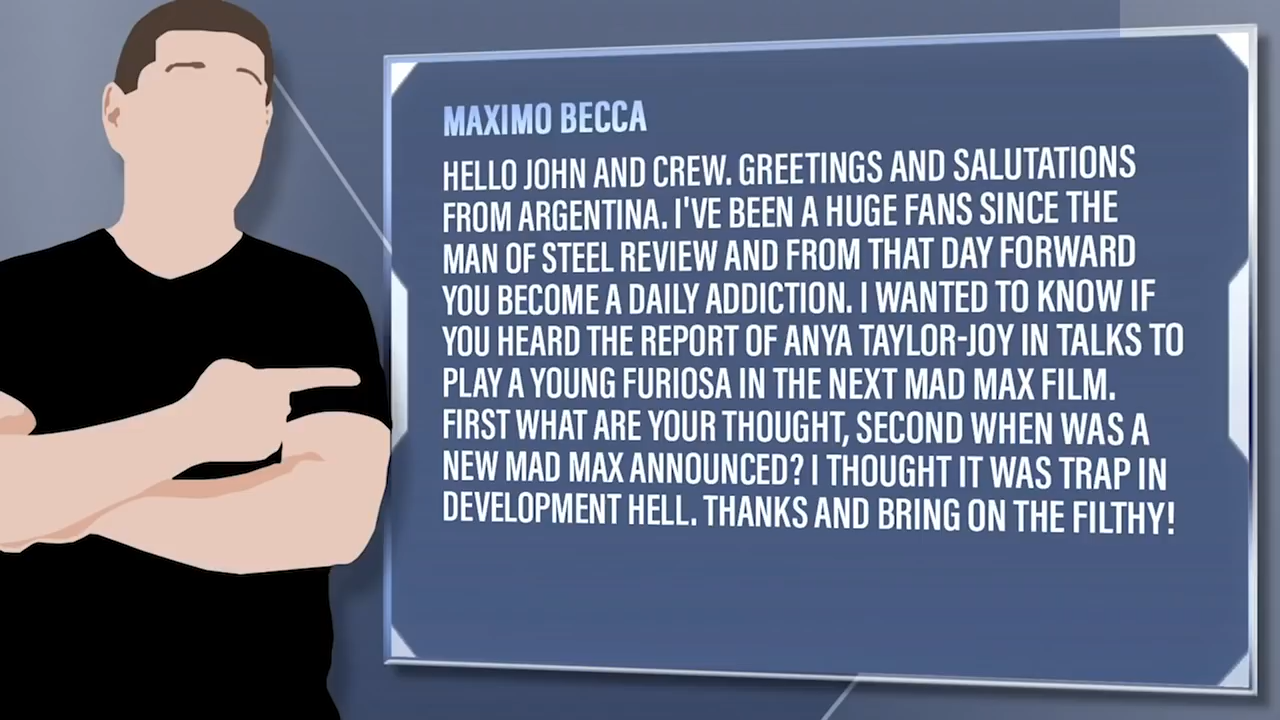 MAXIMO BECCA
HELLO JOHN AND CREW. GREETINGS AND SALUTATIONS
FROM ARGENTINA. I'VE BEEN A HUGE FANS SINCE THE
MAN OF STEEL REVIEW AND FROM THAT DAY FORWARD
YOU BECOME A DAILY ADDICTION. I WANTED TO KNOW IF
YOU HEARD THE REPORT OF ANYA TAYLOR-JOY IN TALKS TO
PLAY A YOUNG FURIOSA IN THE NEXT MAD MAX FILM.
FIRST WHAT ARE YOUR THOUGHT, SECOND WHEN WAS A
NEW MAD MAX ANNOUNCED? I THOUGHT IT WAS TRAP IN
DEVELOPMENT HELL. THANKS AND BRING ON THE FILTHY!